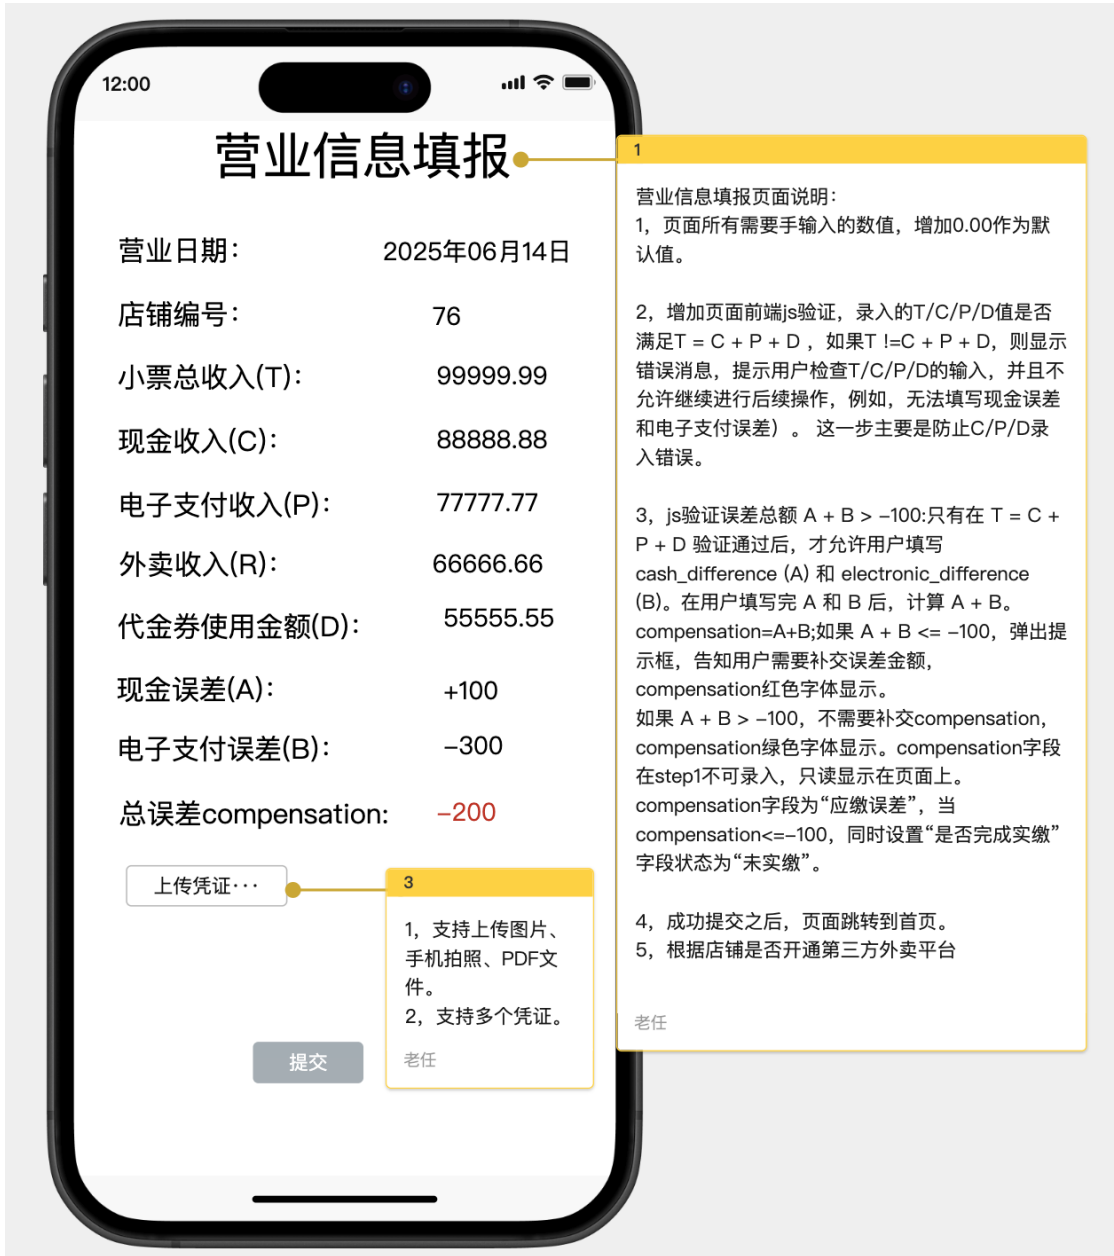 12:00
营业信息填报
营业日期：
2025年06月14日
店铺编号：
76
小票总收入(T)：
99999.99
现金收入(C)：
88888.88
电子支付收入(P)：
77777.77
外卖收入(R)：
66666.66
代金券使用金额(D)：
55555.55
现金误差(A)：
+100
电子支付误差(B)：
-300
总误差compensation:
-200
上传凭证···
提交
3
1，支持上传图片、
手机拍照、PDF文
件。
2，支持多个凭证。
老任
1
营业信息填报页面说明：
1，页面所有需要手输入的数值，增加0.00作为默
认值。
2，增加页面前端js验证，录入的T/C/P/D值是否
满足T = C + P + D ，如果T !=C + P + D，则显示
错误消息，提示用户检查T/C/P/D的输入，并且不
允许继续进行后续操作，例如，无法填写现金误差
和电子支付误差）。 这一步主要是防止C/P/D录
入错误。
3，js验证误差总额 A + B > -100:只有在 T = C +
P + D 验证通过后，才允许用户填写
cash_difference (A) 和 electronic_difference
(B)。在用户填写完 A 和 B 后，计算 A + B。
compensation=A+B;如果 A + B <= -100，弹出提
示框，告知用户需要补交误差金额，
compensation红色字体显示。
如果 A + B > -100，不需要补交compensation，
compensation绿色字体显示。compensation字段
在step1不可录入，只读显示在页面上。
compensation字段为“应缴误差”，当
compensation<=-100，同时设置“是否完成实缴”
字段状态为“未实缴”。
4，成功提交之后，页面跳转到首页。
5，根据店铺是否开通第三方外卖平台
老任